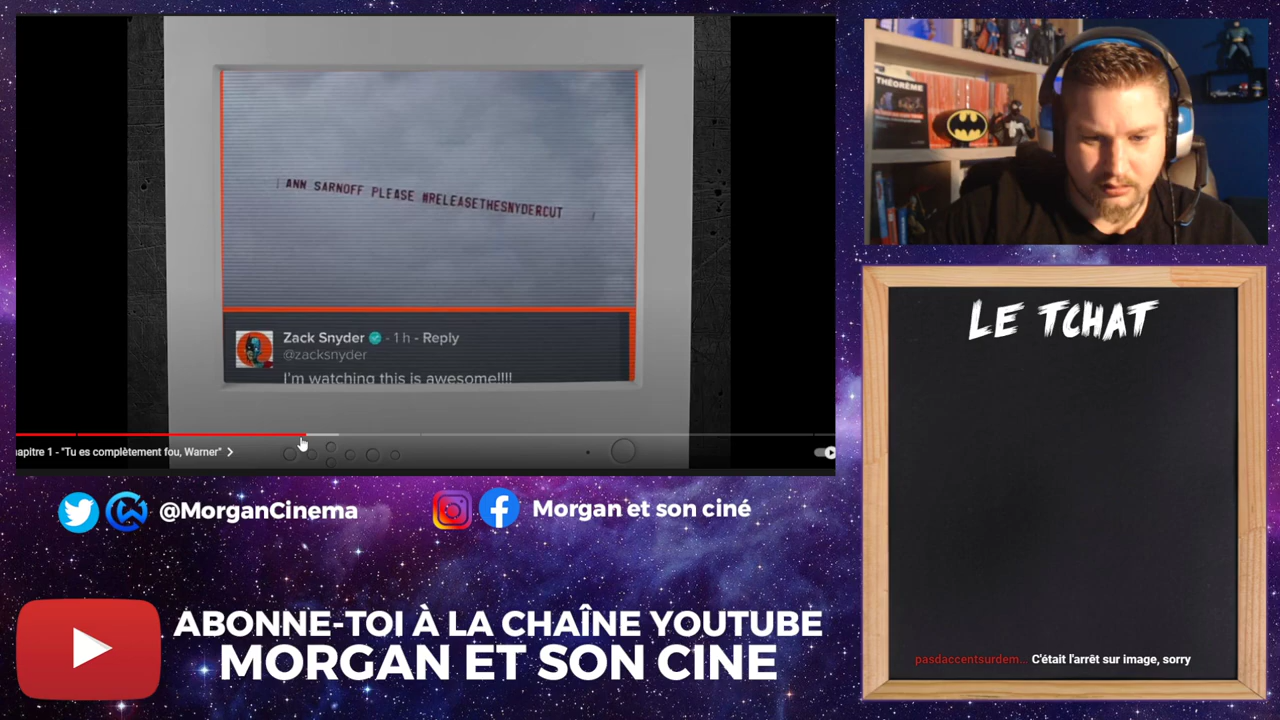 ANN SARNOFF PLEASE #RELEASETHESNYDERCUT
Zack Snyder - 1 h - Reply
@zacksnyder
I'm watching this is awesome!!!!
apitre 1 - "Tu es complètement fou, Warner"
THÉORÈME
LE TCHAT
pasdaccentsurdem... C'était l'arrêt sur image, sorry
@MorganCinema
Morgan et son ciné
ABONNE-TOI À LA CHAÎNE YOUTUBE
MORGAN ET SON CINE